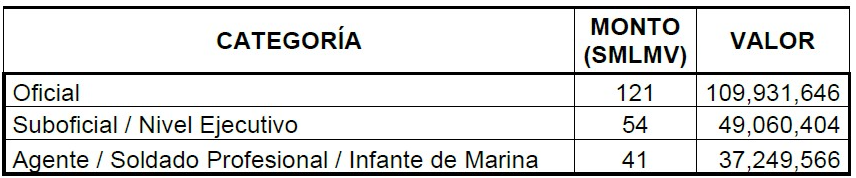 CATEGORÍA MONTO (SMLMV) VALOR
Oficial 121 109,931,646
Suboficial / Nivel Ejecutivo 54 49,060,404
Agente / Soldado Profesional / Infante de Marina 41 37,249,566